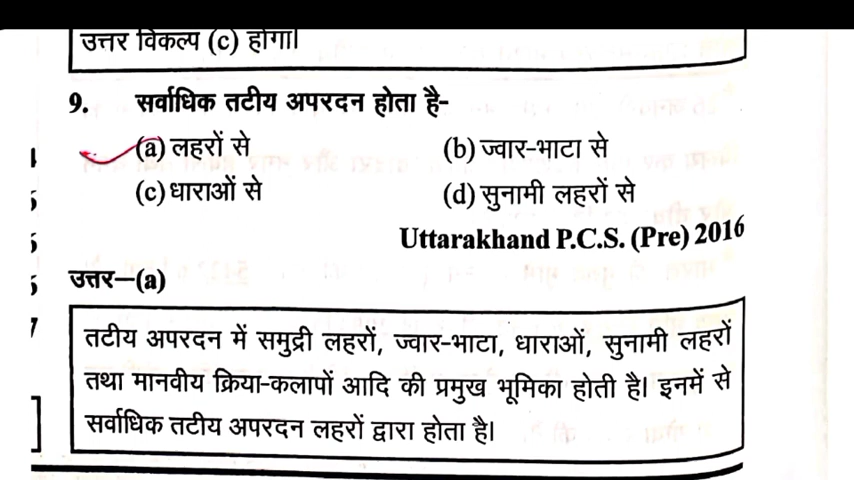 उत्तर विकल्प (c) होगा।
9. सर्वाधिक तटीय अपरदन होता है-
(a) लहरों से (b) ज्वार-भाटा से
(c) धाराओं से (d) सुनामी लहरों से
Uttarakhand P.C.S. (Pre) 2016
उत्तर—(a)
तटीय अपरदन में समुद्री लहरों, ज्वार-भाटा, धाराओं, सुनामी लहरों
तथा मानवीय क्रिया-कलापों आदि की प्रमुख भूमिका होती है। इनमें से
सर्वाधिक तटीय अपरदन लहरों द्वारा होता है।